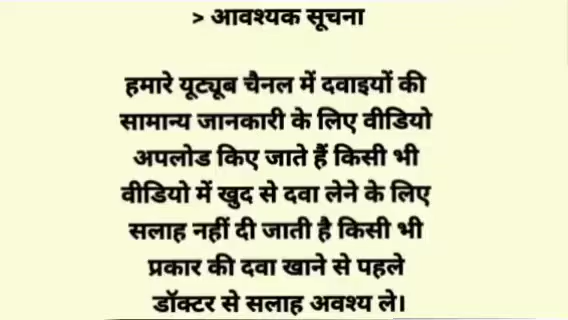 > आवश्यक सूचना
हमारे यूट्यूब चैनल में दवाइयों की
सामान्य जानकारी के लिए वीडियो
अपलोड किए जाते हैं किसी भी
वीडियो में खुद से दवा लेने के लिए
सलाह नहीं दी जाती है किसी भी
प्रकार की दवा खाने से पहले
डॉक्टर से सलाह अवश्य ले।